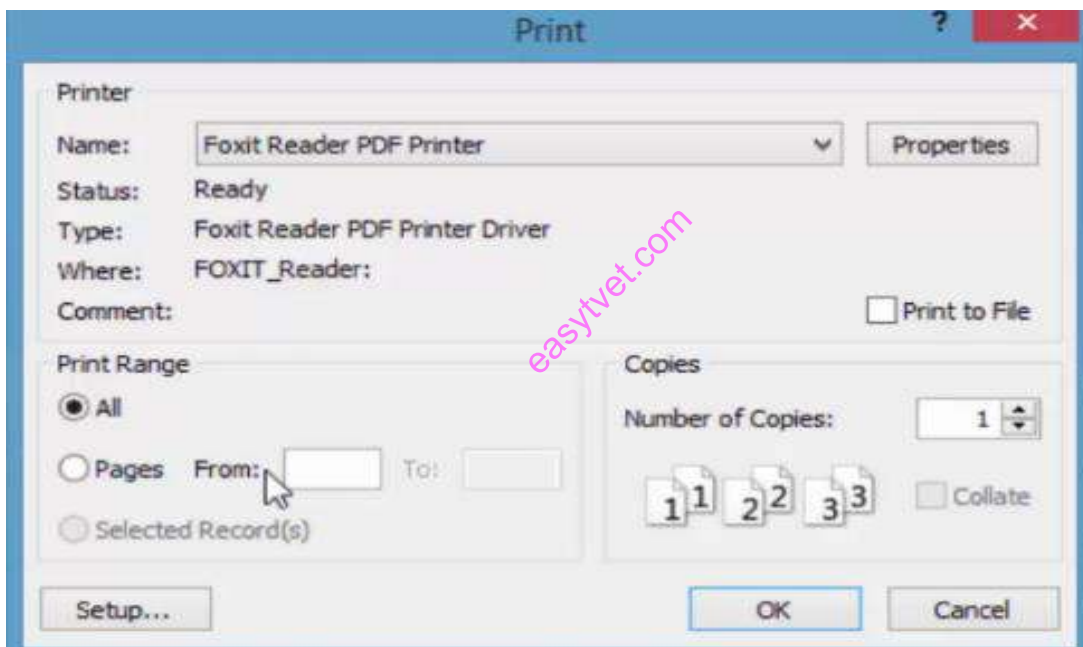 Print
?
Printer
Name: Foxit Reader PDF Printer Properties
Status: Ready
Type: Foxit Reader PDF Printer Driver
Where: FOXIT_Reader:
Comment: Print to File
easytvet.com
Print Range
All
Pages From: To:
Selected Record(s)
Copies
Number of Copies: 1
1 1 2 2 3 3
Collate
Setup... OK Cancel